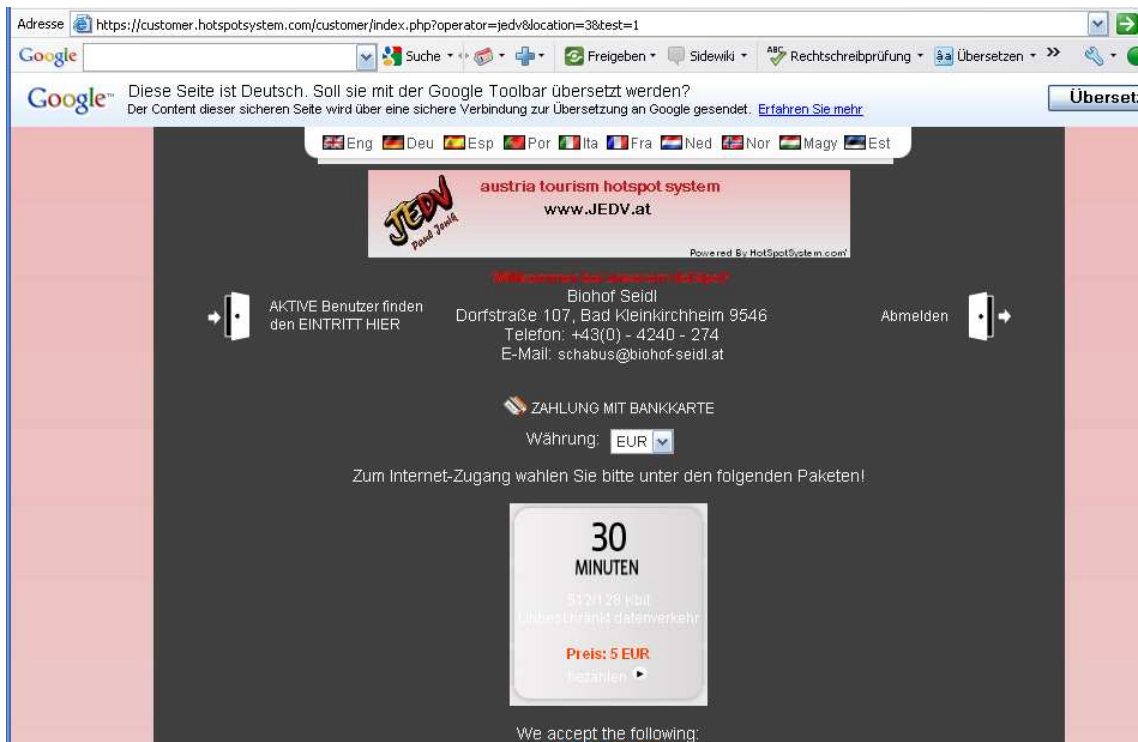 Adresse https://customer.hotspotsystem.com/customer/index.php?operator=jedv&location=3&test=1
Google Suche Freigeben Sidewiki Rechtschreibprüfung Übersetzen »
Google Diese Seite ist Deutsch. Soll sie mit der Google Toolbar übersetzt werden? Übersetz
Der Content dieser sicheren Seite wird über eine sichere Verbindung zur Übersetzung an Google gesendet. Erfahren Sie mehr
Eng Deu Esp Por Ita Fra Ned Nor Magy Est
austria tourism hotspot system
JEDV www.JEDV.at
Powered By HotSpotSystem.com
Biohof Seidl
AKTIVE Benutzer finden
den EINTRITT HIER
Dorfstraße 107, Bad Kleinkirchheim 9546
Abmelden
Telefon: +43(0) - 4240 - 274
E-Mail: schabus@biohof-seidl.at
ZAHLUNG MIT BANKKARTE
Währung: EUR
Zum Internet-Zugang wahlen Sie bitte unter den folgenden Paketen!
30
MINUTEN
512/128 Kbit
Unbeschränkt datenverkehr
Preis: 5 EUR
bezahlen
We accept the following: